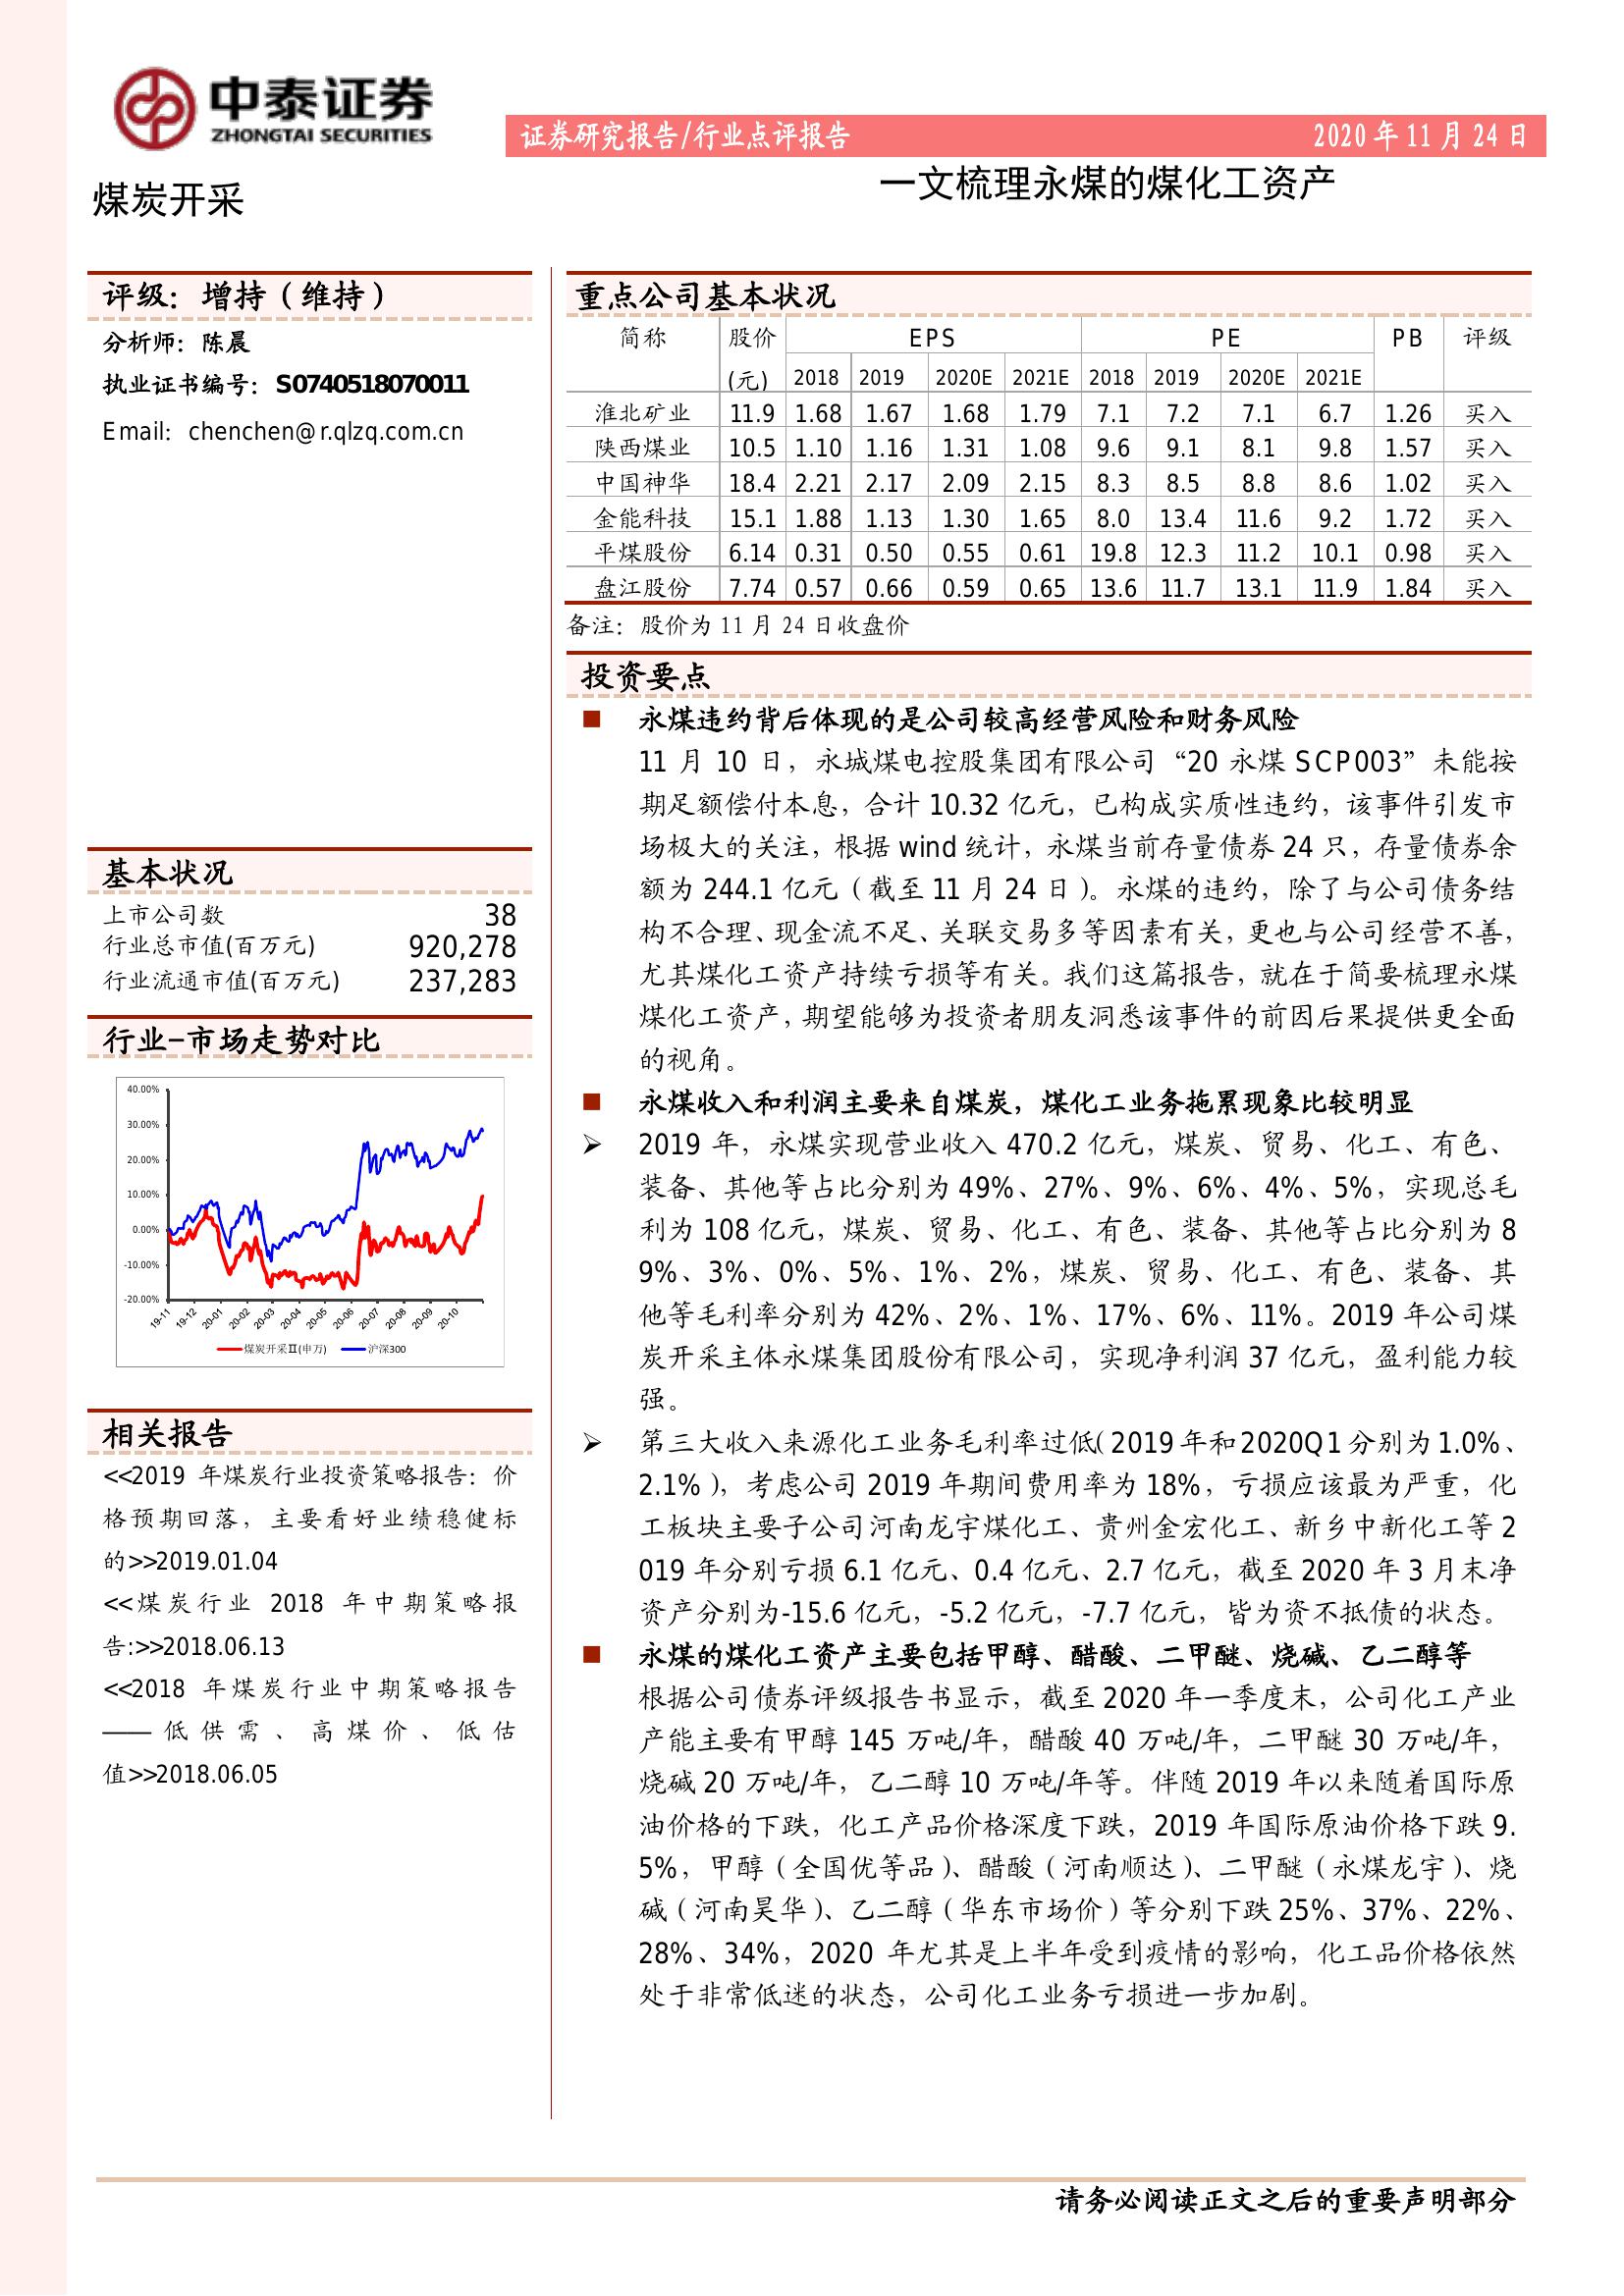 中泰证券
ZHONGTAI SECURITIES
证券研究报告/行业点评报告 2020 年 11 月 24 日
煤炭开采
一文梳理永煤的煤化工资产
评级：增持（维持）
分析师：陈晨
执业证书编号：S0740518070011
Email：chenchen@r.qlzq.com.cn
基本状况
上市公司数 38
行业总市值(百万元) 920,278
行业流通市值(百万元) 237,283
行业-市场走势对比
40.00%
30.00%
20.00%
10.00%
0.00%
-10.00%
-20.00%
19-11 19-12 20-01 20-02 20-03 20-04 20-05 20-06 20-07 20-08 20-09 20-10
煤炭开采Ⅱ(申万) 沪深300
相关报告
<<2019 年煤炭行业投资策略报告：价
格预期回落，主要看好业绩稳健标
的>>2019.01.04
<<煤炭行业 2018 年中期策略报
告:>>2018.06.13
<<2018 年煤炭行业中期策略报告
——低供需、高煤价、低估
值>>2018.06.05
重点公司基本状况
简称 股价 EPS PE PB 评级
(元) 2018 2019 2020E 2021E 2018 2019 2020E 2021E
淮北矿业 11.9 1.68 1.67 1.68 1.79 7.1 7.2 7.1 6.7 1.26 买入
陕西煤业 10.5 1.10 1.16 1.31 1.08 9.6 9.1 8.1 9.8 1.57 买入
中国神华 18.4 2.21 2.17 2.09 2.15 8.3 8.5 8.8 8.6 1.02 买入
金能科技 15.1 1.88 1.13 1.30 1.65 8.0 13.4 11.6 9.2 1.72 买入
平煤股份 6.14 0.31 0.50 0.55 0.61 19.8 12.3 11.2 10.1 0.98 买入
盘江股份 7.74 0.57 0.66 0.59 0.65 13.6 11.7 13.1 11.9 1.84 买入
备注：股价为 11 月 24 日收盘价
投资要点
■ 永煤违约背后体现的是公司较高经营风险和财务风险
11 月 10 日，永城煤电控股集团有限公司“20 永煤 SCP003”未能按
期足额偿付本息，合计 10.32 亿元，已构成实质性违约，该事件引发市
场极大的关注，根据 wind 统计，永煤当前存量债券 24 只，存量债券余
额为 244.1 亿元（截至 11 月 24 日）。永煤的违约，除了与公司债务结
构不合理、现金流不足、关联交易多等因素有关，更也与公司经营不善，
尤其煤化工资产持续亏损等有关。我们这篇报告，就在于简要梳理永煤
煤化工资产，期望能够为投资者朋友洞悉该事件的前因后果提供更全面
的视角。
■ 永煤收入和利润主要来自煤炭，煤化工业务拖累现象比较明显
➢ 2019 年，永煤实现营业收入 470.2 亿元，煤炭、贸易、化工、有色、
装备、其他等占比分别为 49%、27%、9%、6%、4%、5%，实现总毛
利为 108 亿元，煤炭、贸易、化工、有色、装备、其他等占比分别为 8
9%、3%、0%、5%、1%、2%，煤炭、贸易、化工、有色、装备、其
他等毛利率分别为 42%、2%、1%、17%、6%、11%。2019 年公司煤
炭开采主体永煤集团股份有限公司，实现净利润 37 亿元，盈利能力较
强。
➢ 第三大收入来源化工业务毛利率过低（2019 年和 2020Q1 分别为 1.0%、
2.1%），考虑公司 2019 年期间费用率为 18%，亏损应该最为严重，化
工板块主要子公司河南龙宇煤化工、贵州金宏化工、新乡中新化工等 2
019 年分别亏损 6.1 亿元、0.4 亿元、2.7 亿元，截至 2020 年 3 月末净
资产分别为-15.6 亿元，-5.2 亿元，-7.7 亿元，皆为资不抵债的状态。
■ 永煤的煤化工资产主要包括甲醇、醋酸、二甲醚、烧碱、乙二醇等
根据公司债券评级报告书显示，截至 2020 年一季度末，公司化工产业
产能主要有甲醇 145 万吨/年，醋酸 40 万吨/年，二甲醚 30 万吨/年，
烧碱 20 万吨/年，乙二醇 10 万吨/年等。伴随 2019 年以来随着国际原
油价格的下跌，化工产品价格深度下跌，2019 年国际原油价格下跌 9.
5%，甲醇（全国优等品）、醋酸（河南顺达）、二甲醚（永煤龙宇）、烧
碱（河南昊华）、乙二醇（华东市场价）等分别下跌 25%、37%、22%、
28%、34%，2020 年尤其是上半年受到疫情的影响，化工品价格依然
处于非常低迷的状态，公司化工业务亏损进一步加剧。
请务必阅读正文之后的重要声明部分